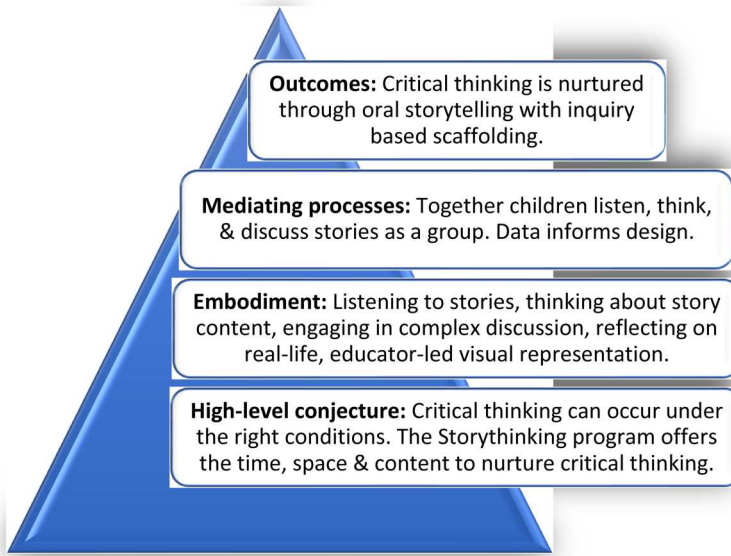 Outcomes: Critical thinking is nurtured
through oral storytelling with inquiry
based scaffolding.
Mediating processes: Together children listen, think,
& discuss stories as a group. Data informs design.
Embodiment: Listening to stories, thinking about story
content, engaging in complex discussion, reflecting on
real-life, educator-led visual representation.
High-level conjecture: Critical thinking can occur under
the right conditions. The Storythinking program offers
the time, space & content to nurture critical thinking.